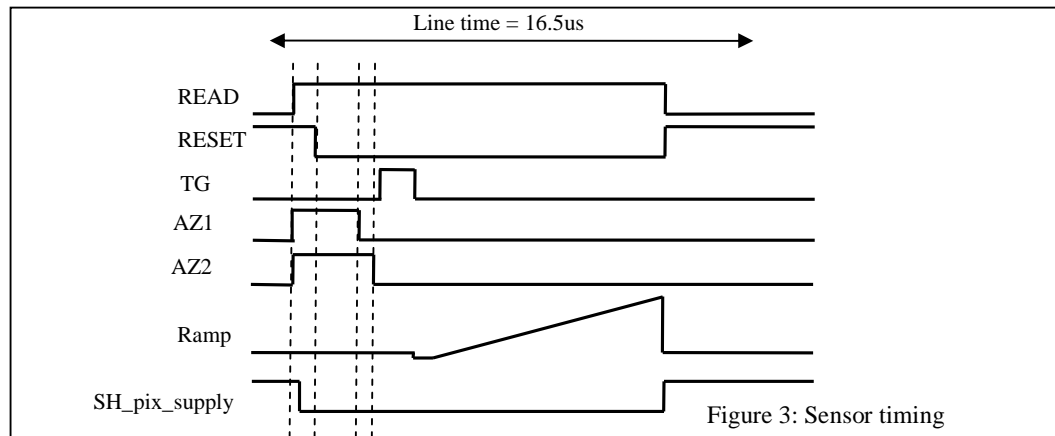 Line time = 16.5us
READ
RESET
TG
AZ1
AZ2
Ramp
SH_pix_supply
Figure 3: Sensor timing